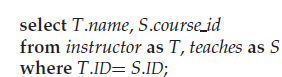 select T.name, S.course_id
from instructor as T, teaches as S
where T.ID= S.ID;